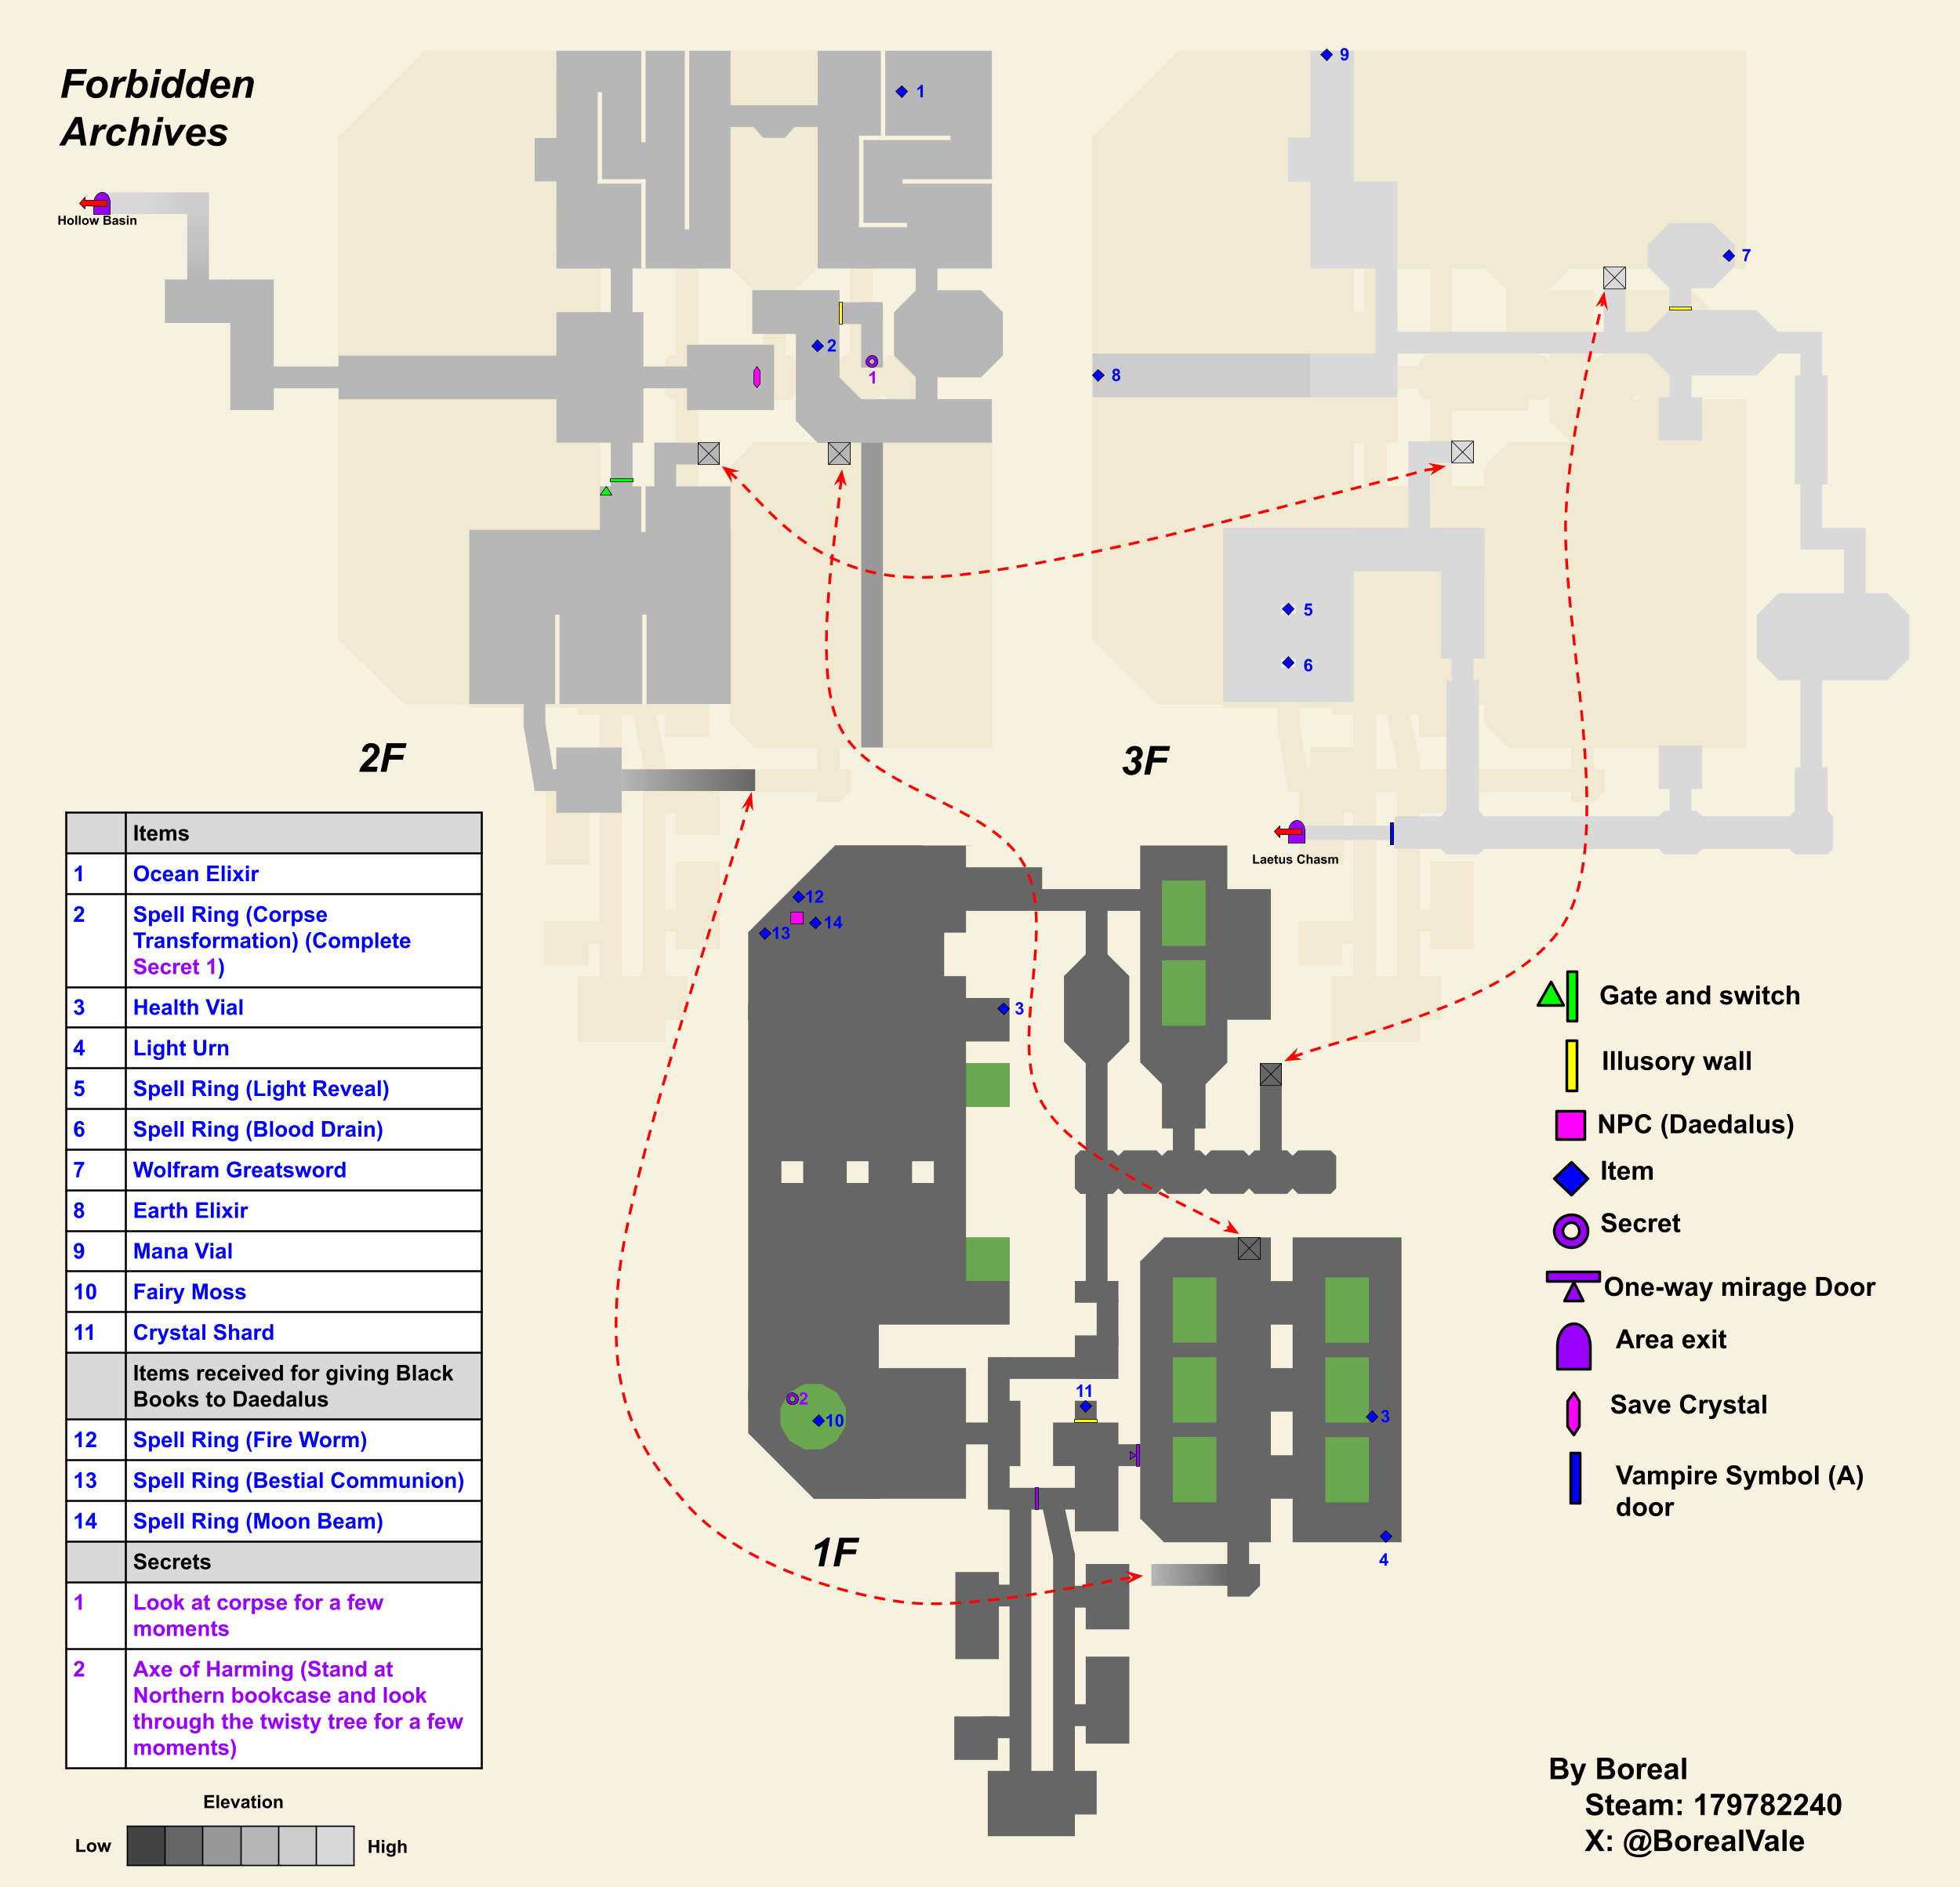 Forbidden
Archives
Hollow Basin
1
2
1
9
7
8
5
6
2F
3F
Laetus Chasm
Items
1 Ocean Elixir
2 Spell Ring (Corpse
Transformation) (Complete
Secret 1)
3 Health Vial
4 Light Urn
5 Spell Ring (Light Reveal)
6 Spell Ring (Blood Drain)
7 Wolfram Greatsword
8 Earth Elixir
9 Mana Vial
10 Fairy Moss
11 Crystal Shard
Items received for giving Black
Books to Daedalus
12 Spell Ring (Fire Worm)
13 Spell Ring (Bestial Communion)
14 Spell Ring (Moon Beam)
Secrets
1 Look at corpse for a few
moments
2 Axe of Harming (Stand at
Northern bookcase and look
through the twisty tree for a few
moments)
Elevation
Low High
12
14
13
3
11
2
10
3
4
1F
Gate and switch
Illusory wall
NPC (Daedalus)
Item
Secret
One-way mirage Door
Area exit
Save Crystal
Vampire Symbol (A)
door
By Boreal
Steam: 179782240
X: @BorealVale